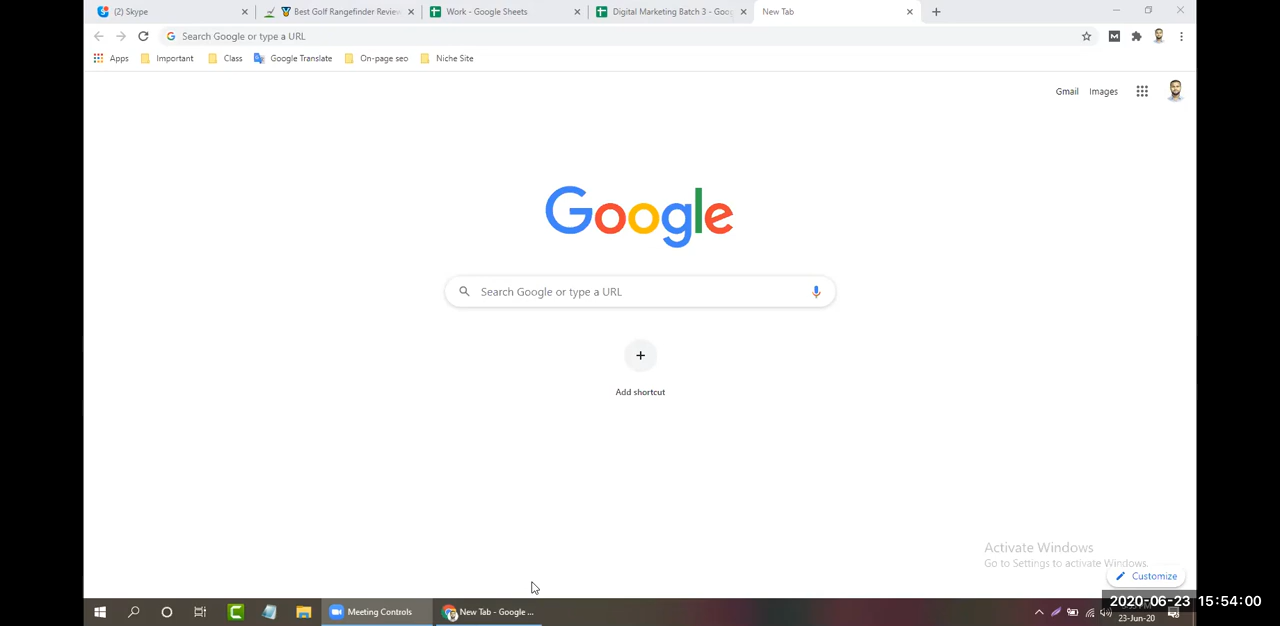 (2) Skype
Best Golf Rangefinder Review
Work - Google Sheets
Digital Marketing Batch 3 - Goog
New Tab
Search Google or type a URL
Apps
Important
Class
Google Translate
On-page seo
Niche Site
Gmail
Images
Google
Search Google or type a URL
Add shortcut
Activate Windows
Go to Settings to activate Windows.
Customize
Meeting Controls
New Tab - Google ...
2020-06-23 15:54:00
23-Jun-20